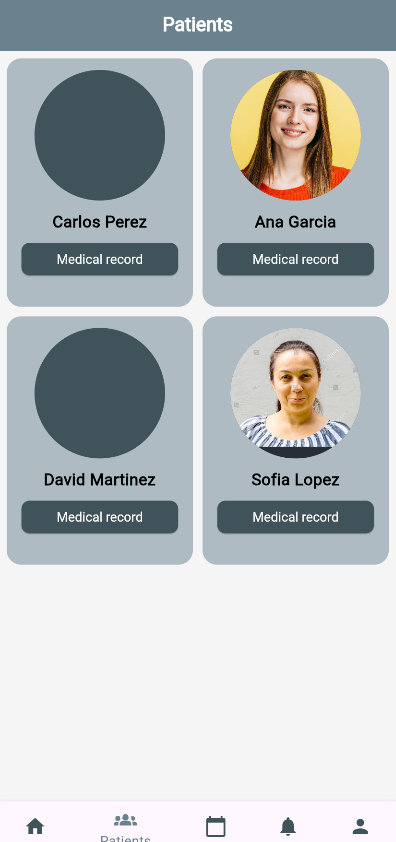 Patients
Carlos Perez
Ana Garcia
Medical record
Medical record
David Martinez
Sofia Lopez
Medical record
Medical record
Patients